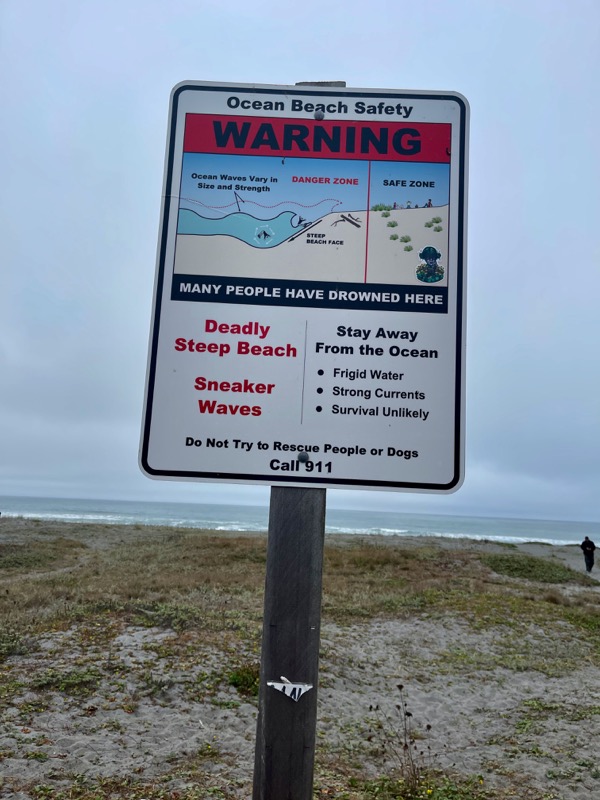 Ocean Beach Safety
WARNING
Ocean Waves Vary in
Size and Strength
DANGER ZONE
SAFE ZONE
STEEP
BEACH FACE
MANY PEOPLE HAVE DROWNED HERE
Deadly
Steep Beach
Sneaker
Waves
Stay Away
From the Ocean
● Frigid Water
● Strong Currents
● Survival Unlikely
Do Not Try to Rescue People or Dogs
Call 911